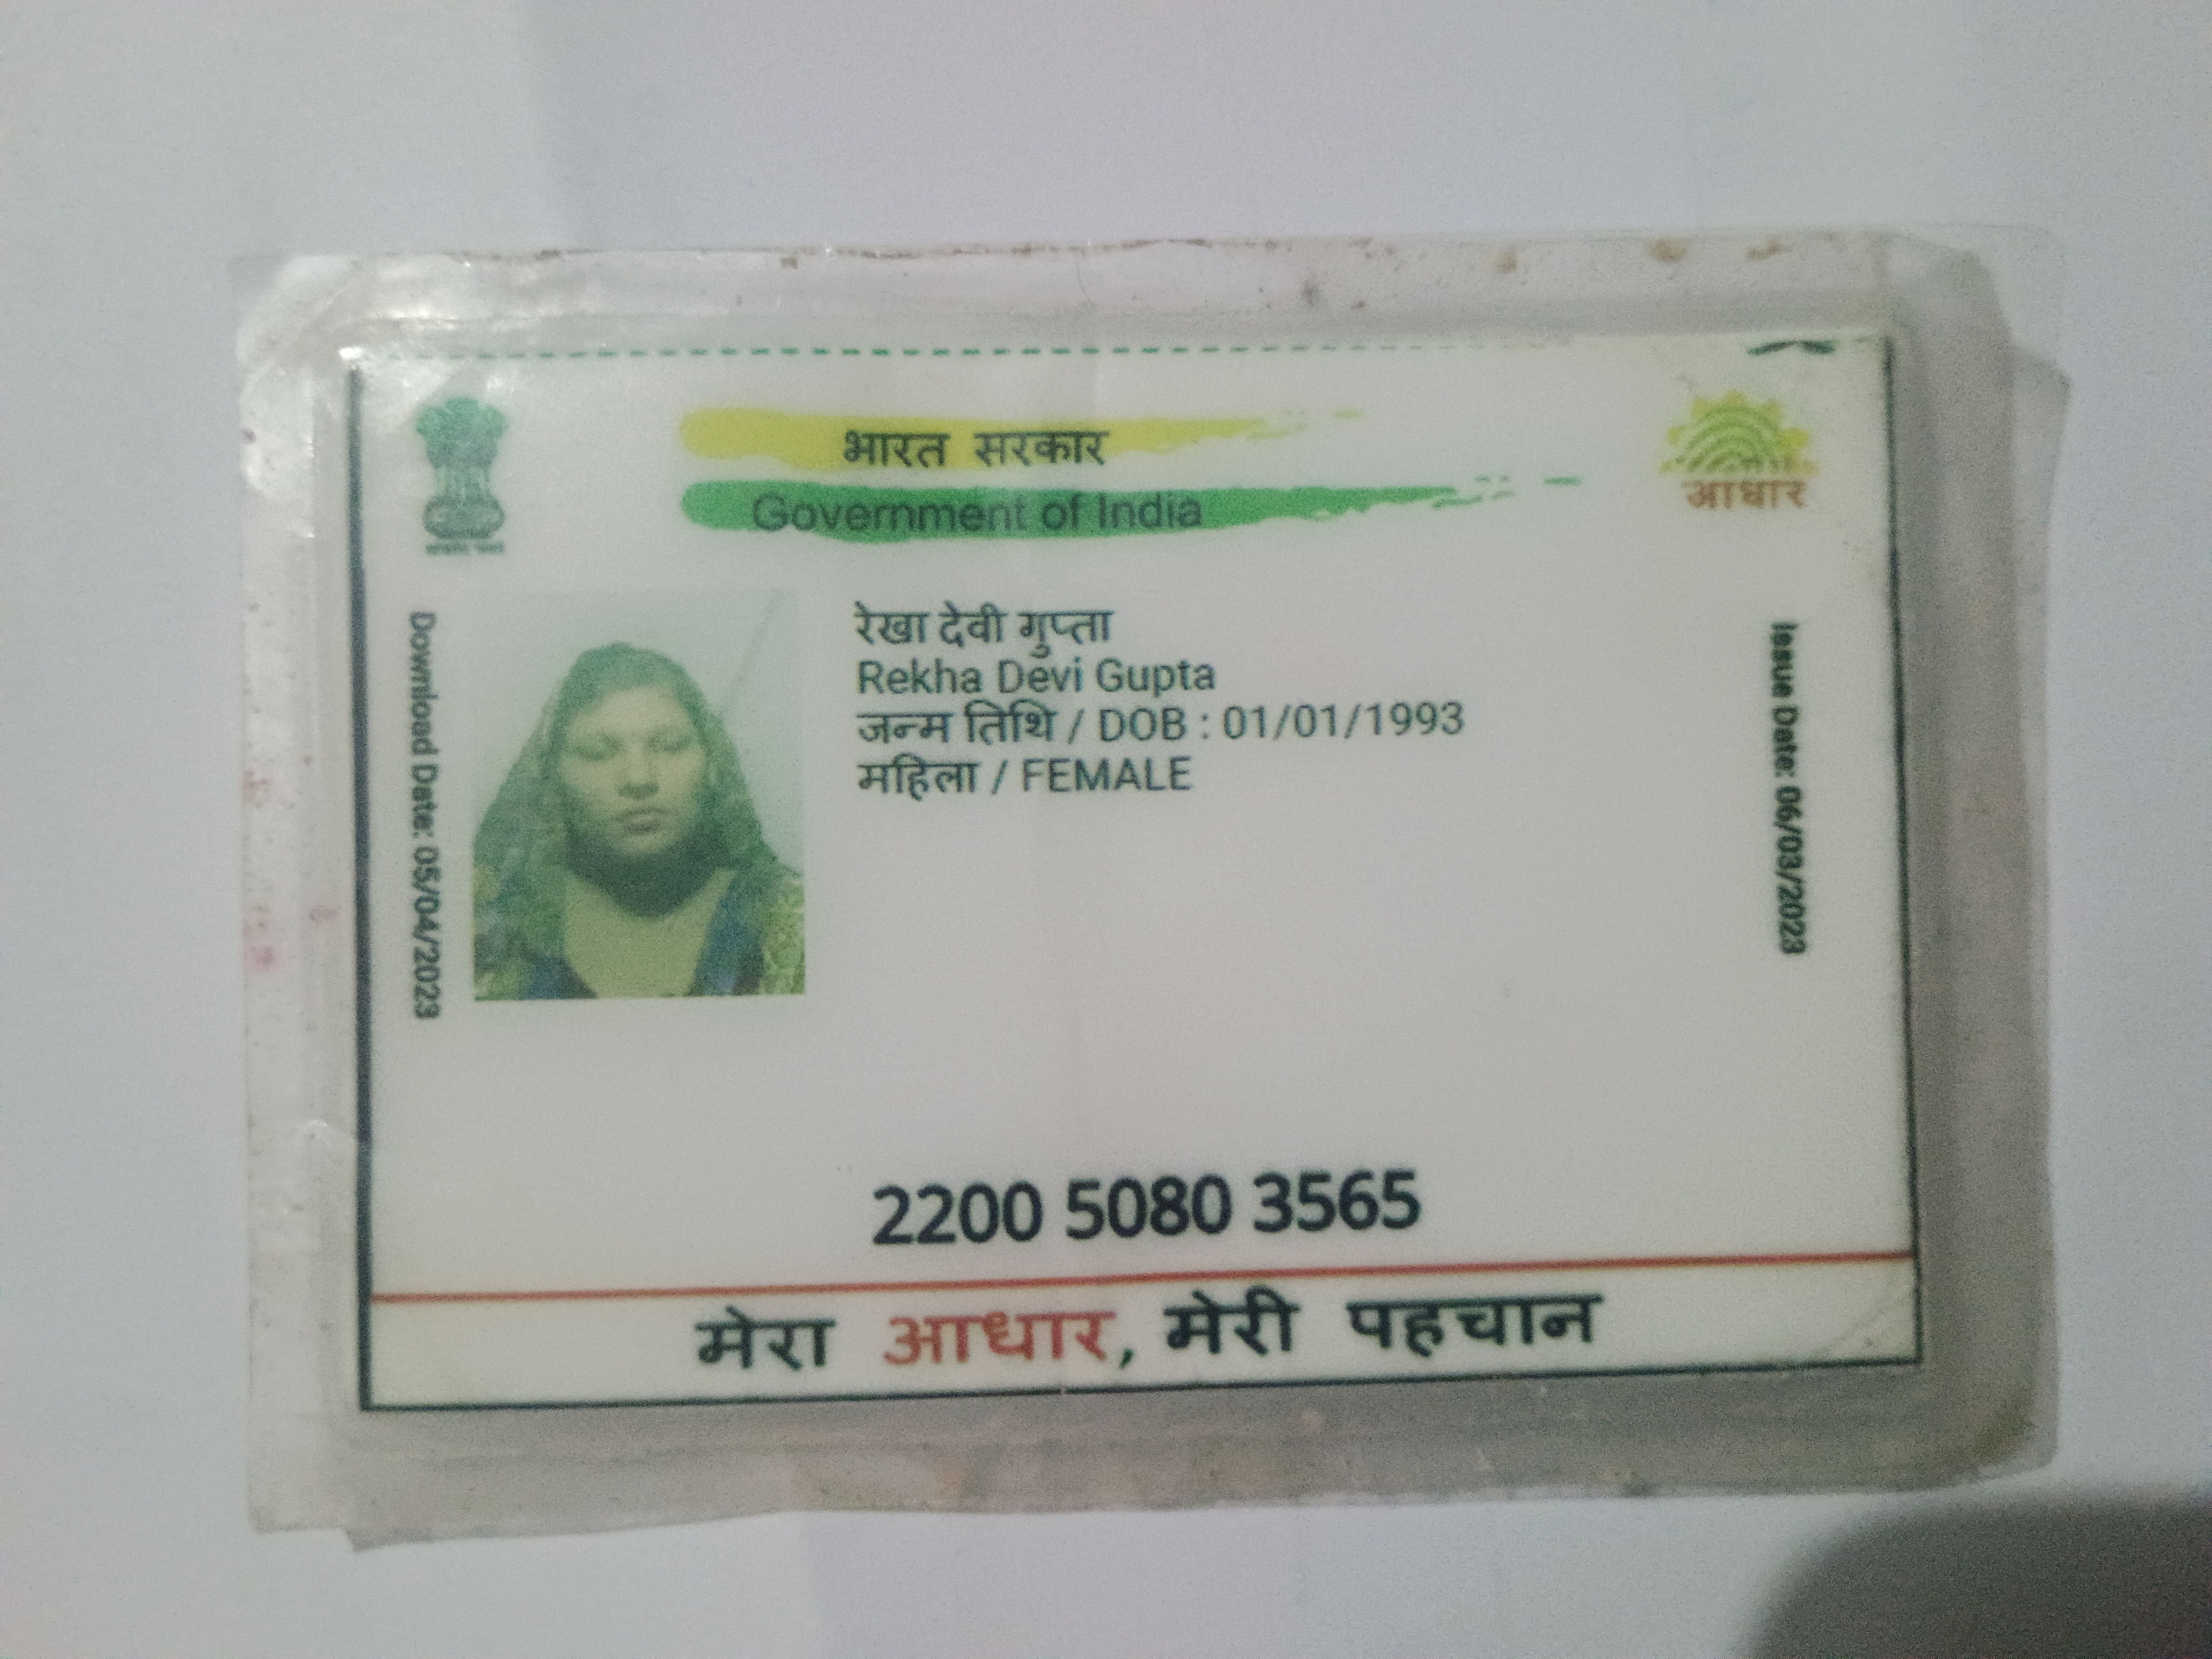 भारत सरकार
Government of India
आधार
Download Date: 05/04/2023
रेखा देवी गुप्ता
Rekha Devi Gupta
जन्म तिथि / DOB : 01/01/1993
महिला / FEMALE
Issue Date: 06/03/2023
2200 5080 3565
मेरा आधार, मेरी पहचान